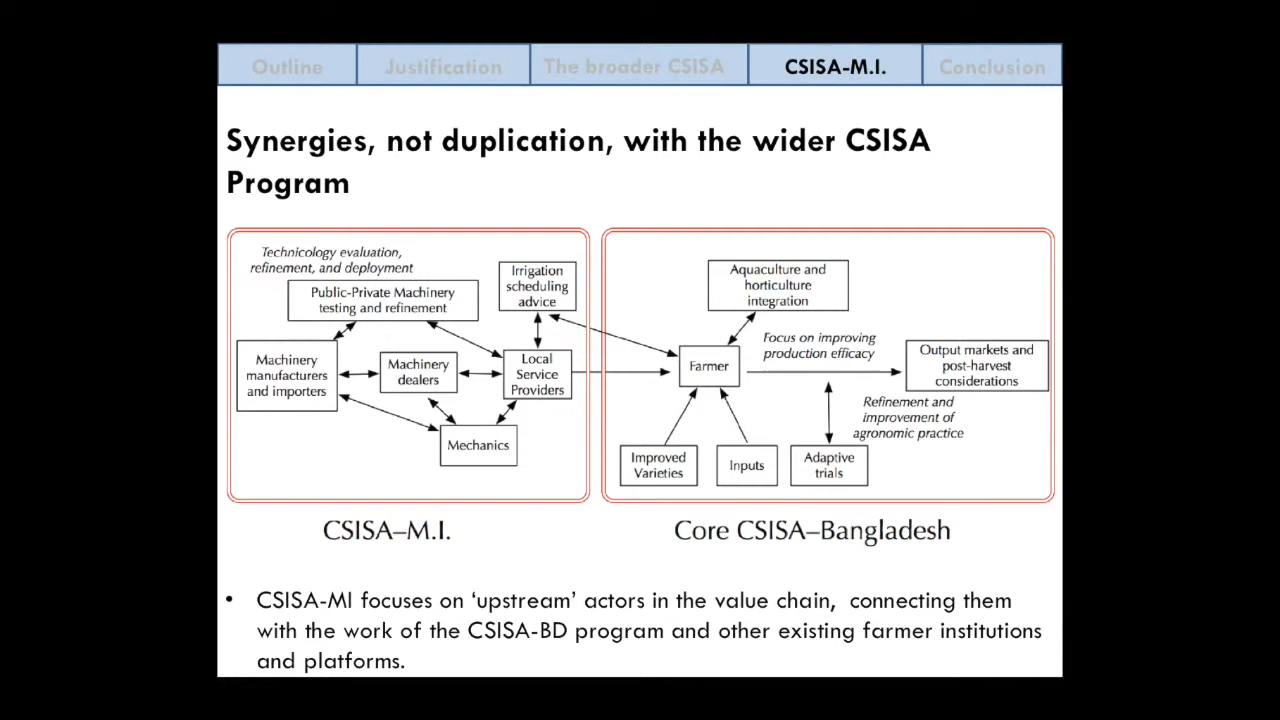 Outline
Justification
The broader CSISA
CSISA-M.I.
Conclusion
Synergies, not duplication, with the wider CSISA
Program
Technicology evaluation,
refinement, and deployment
Public-Private Machinery
testing and refinement
Irrigation
scheduling
advice
Machinery
manufacturers
and importers
Machinery
dealers
Local
Service
Providers
Mechanics
Aquaculture and
horticulture
integration
Farmer
Focus on improving
production efficacy
Output markets and
post-harvest
considerations
Refinement and
improvement of
agronomic practice
Improved
Varieties
Inputs
Adaptive
trials
CSISA–M.I.
Core CSISA–Bangladesh
• CSISA-MI focuses on ‘upstream’ actors in the value chain, connecting them
with the work of the CSISA-BD program and other existing farmer institutions
and platforms.